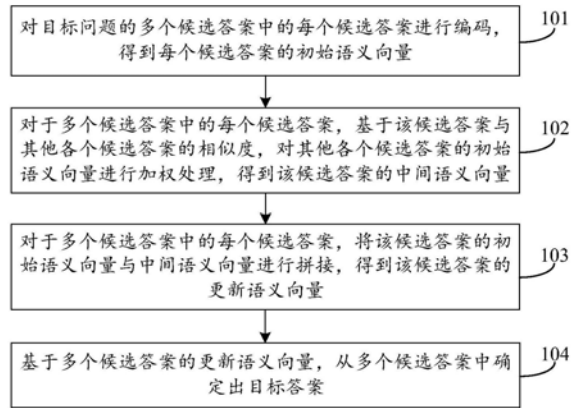 对目标问题的多个候选答案中的每个候选答案进行编码，
得到每个候选答案的初始语义向量
101
对于多个候选答案中的每个候选答案，基于该候选答案与
其他各个候选答案的相似度，对其他各个候选答案的初始
语义向量进行加权处理，得到该候选答案的中间语义向量
102
对于多个候选答案中的每个候选答案，将该候选答案的初
始语义向量与中间语义向量进行拼接，得到该候选答案的
更新语义向量
103
基于多个候选答案的更新语义向量，从多个候选答案中确
定出目标答案
104